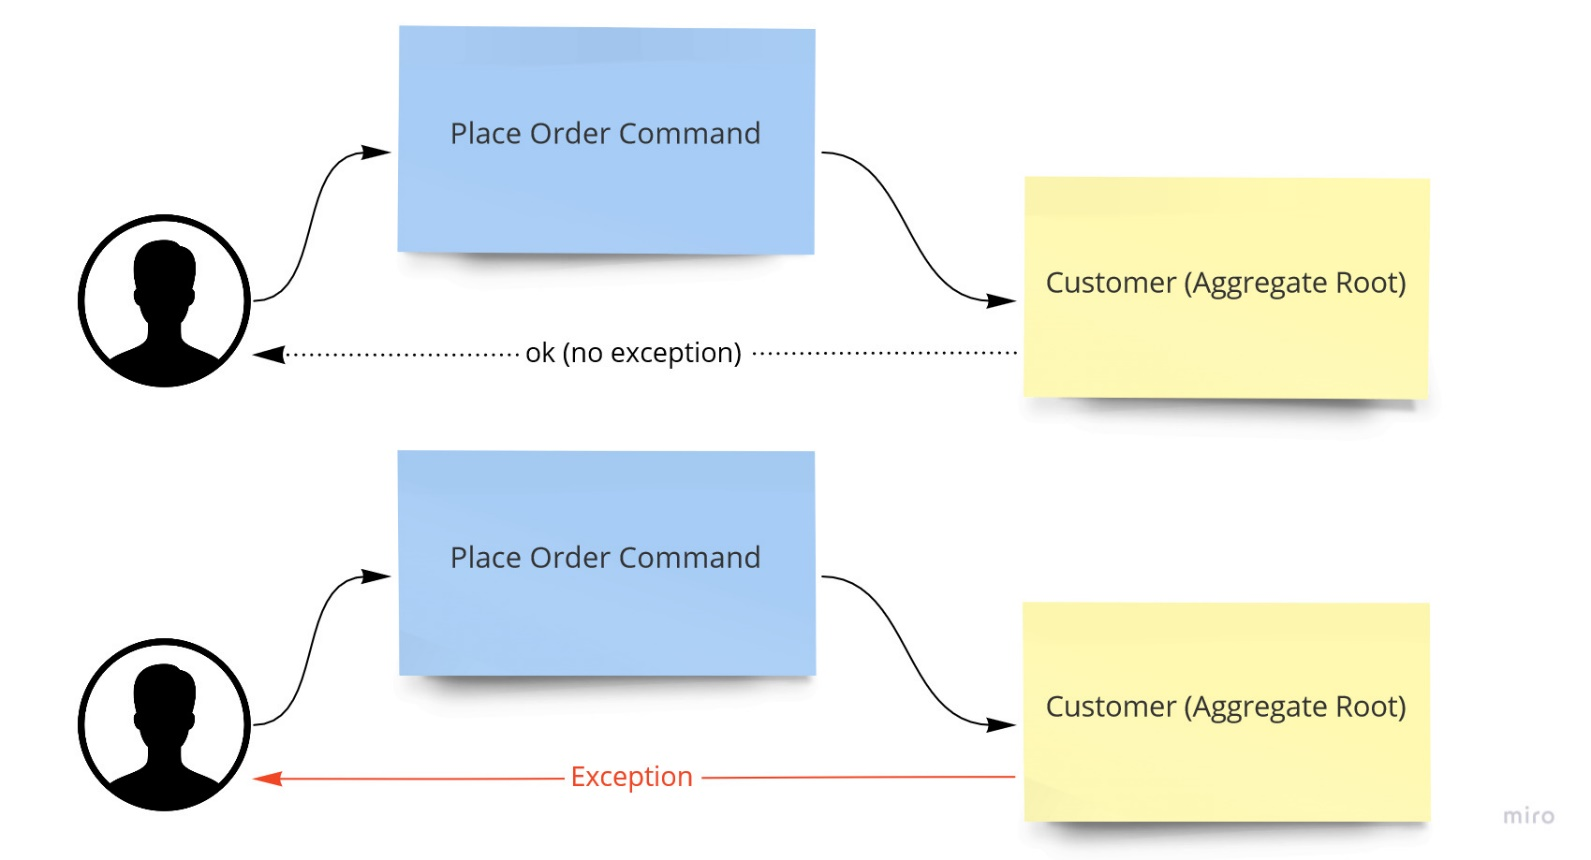 Place Order Command
Customer (Aggregate Root)
ok (no exception)
Place Order Command
Customer (Aggregate Root)
Exception
miro